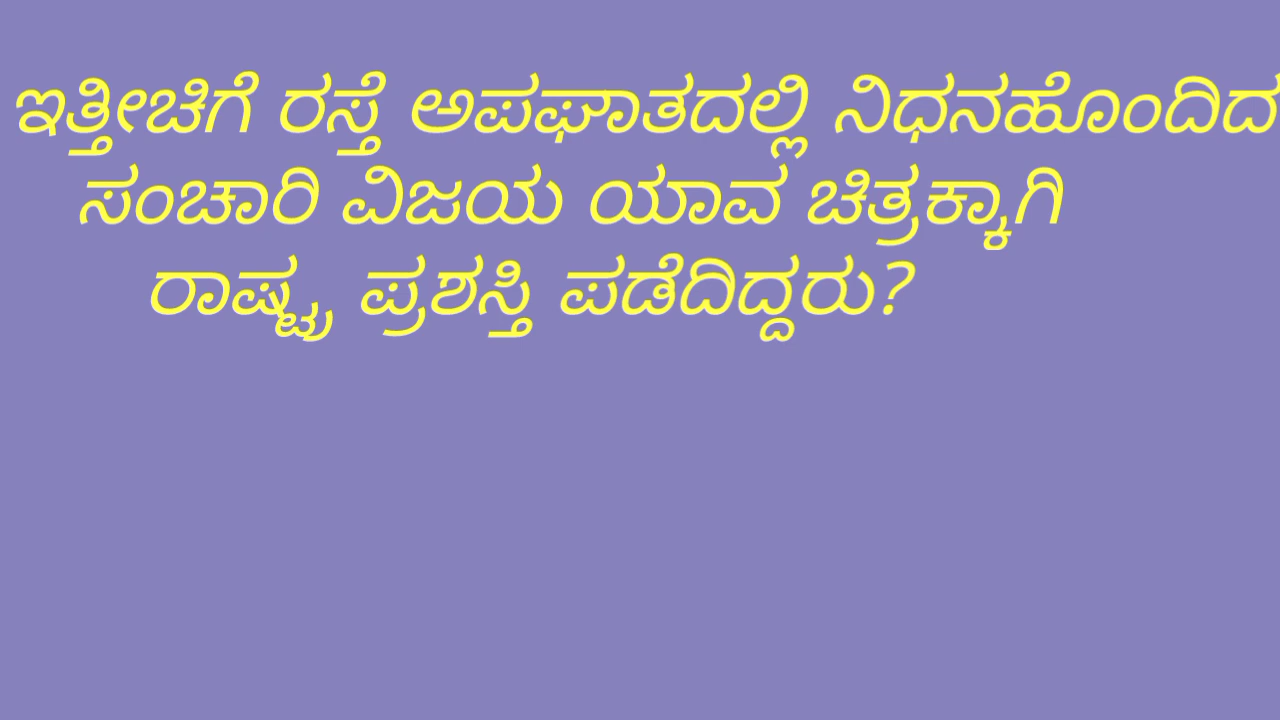 ಇತ್ತೀಚಿಗೆ ರಸ್ತೆ ಅಪಘಾತದಲ್ಲಿ ನಿಧನಹೊಂದಿದ
ಸಂಚಾರಿ ವಿಜಯ ಯಾವ ಚಿತ್ರಕ್ಕಾಗಿ
ರಾಷ್ಟ್ರ ಪ್ರಶಸ್ತಿ ಪಡೆದಿದ್ದರು?